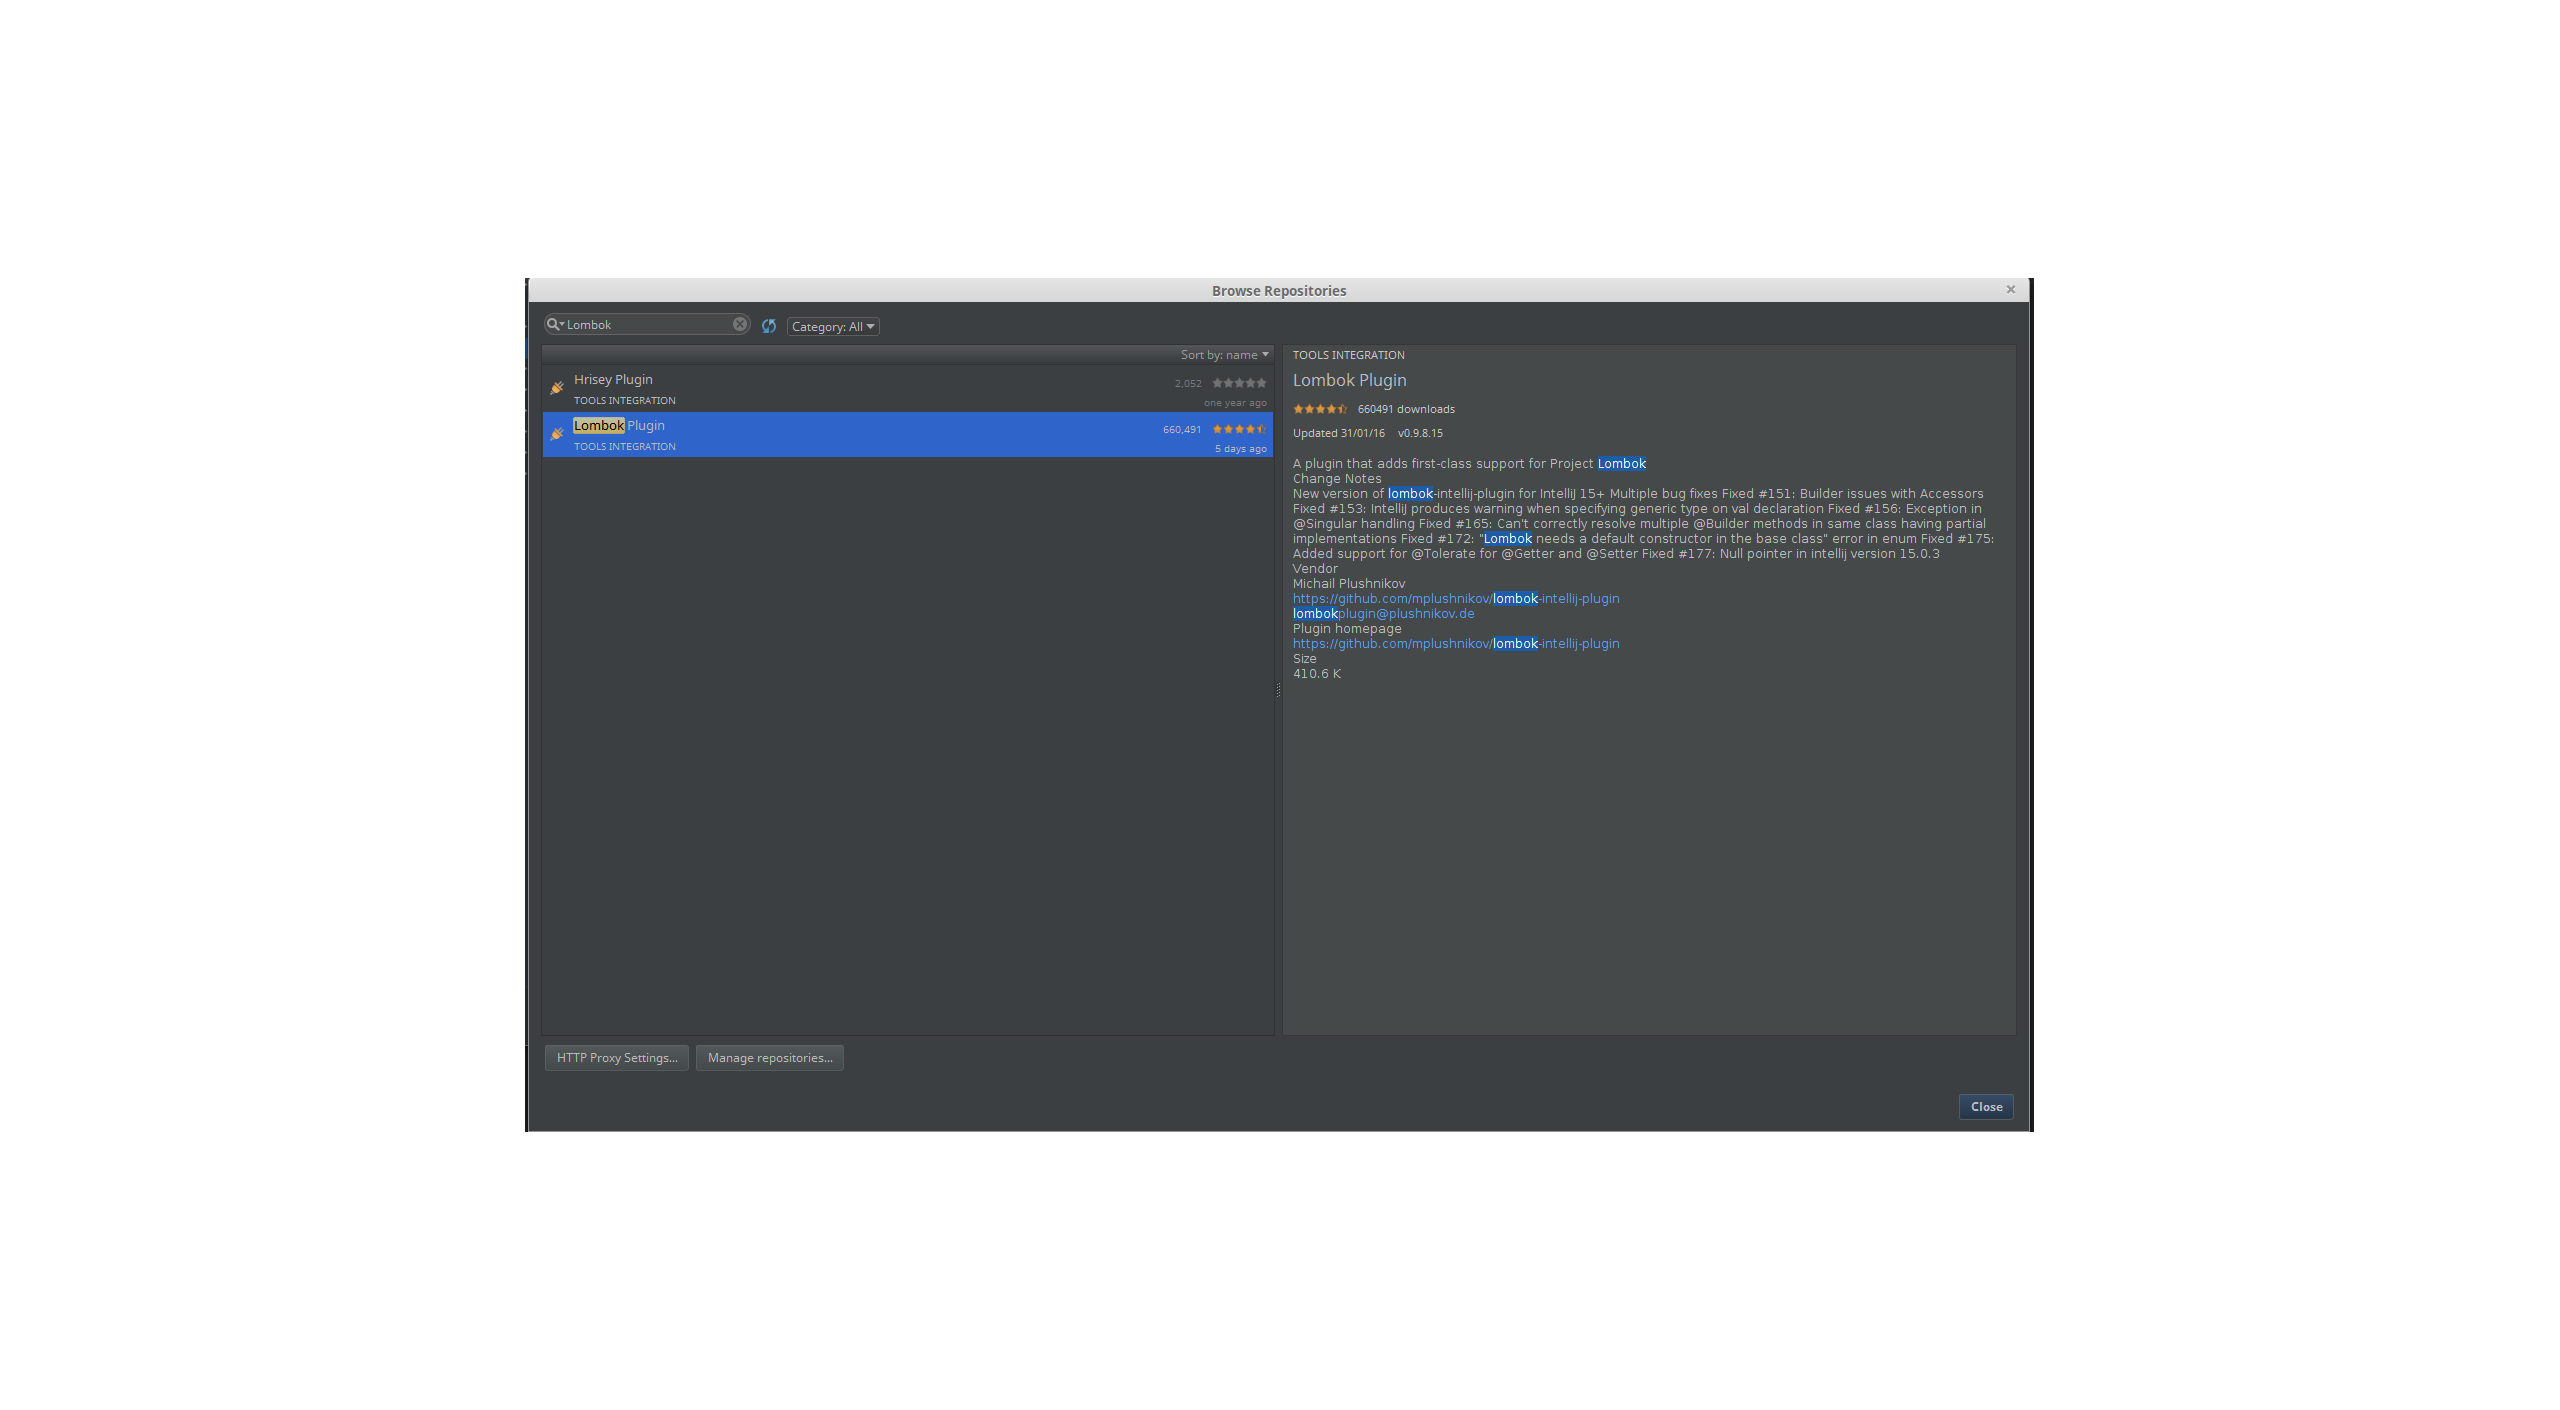 Browse Repositories
Lombok
Category: All
Sort by: name
Hrisey Plugin
2,052
TOOLS INTEGRATION
one year ago
Lombok Plugin
660,491
TOOLS INTEGRATION
5 days ago
TOOLS INTEGRATION
Lombok Plugin
660491 downloads
Updated 31/01/16 v0.9.8.15
A plugin that adds first-class support for Project Lombok
Change Notes
New version of lombok-intellij-plugin for IntelliJ 15+ Multiple bug fixes Fixed #151: Builder issues with Accessors
Fixed #153: IntelliJ produces warning when specifying generic type on val declaration Fixed #156: Exception in
@Singular handling Fixed #165: Can't correctly resolve multiple @Builder methods in same class having partial
implementations Fixed #172: "Lombok needs a default constructor in the base class" error in enum Fixed #175:
Added support for @Tolerate for @Getter and @Setter Fixed #177: Null pointer in intellij version 15.0.3
Vendor
Michail Plushnikov
https://github.com/mplushnikov/lombok-intellij-plugin
lombokplugin@plushnikov.de
Plugin homepage
https://github.com/mplushnikov/lombok-intellij-plugin
Size
410.6 K
HTTP Proxy Settings...
Manage repositories...
Close